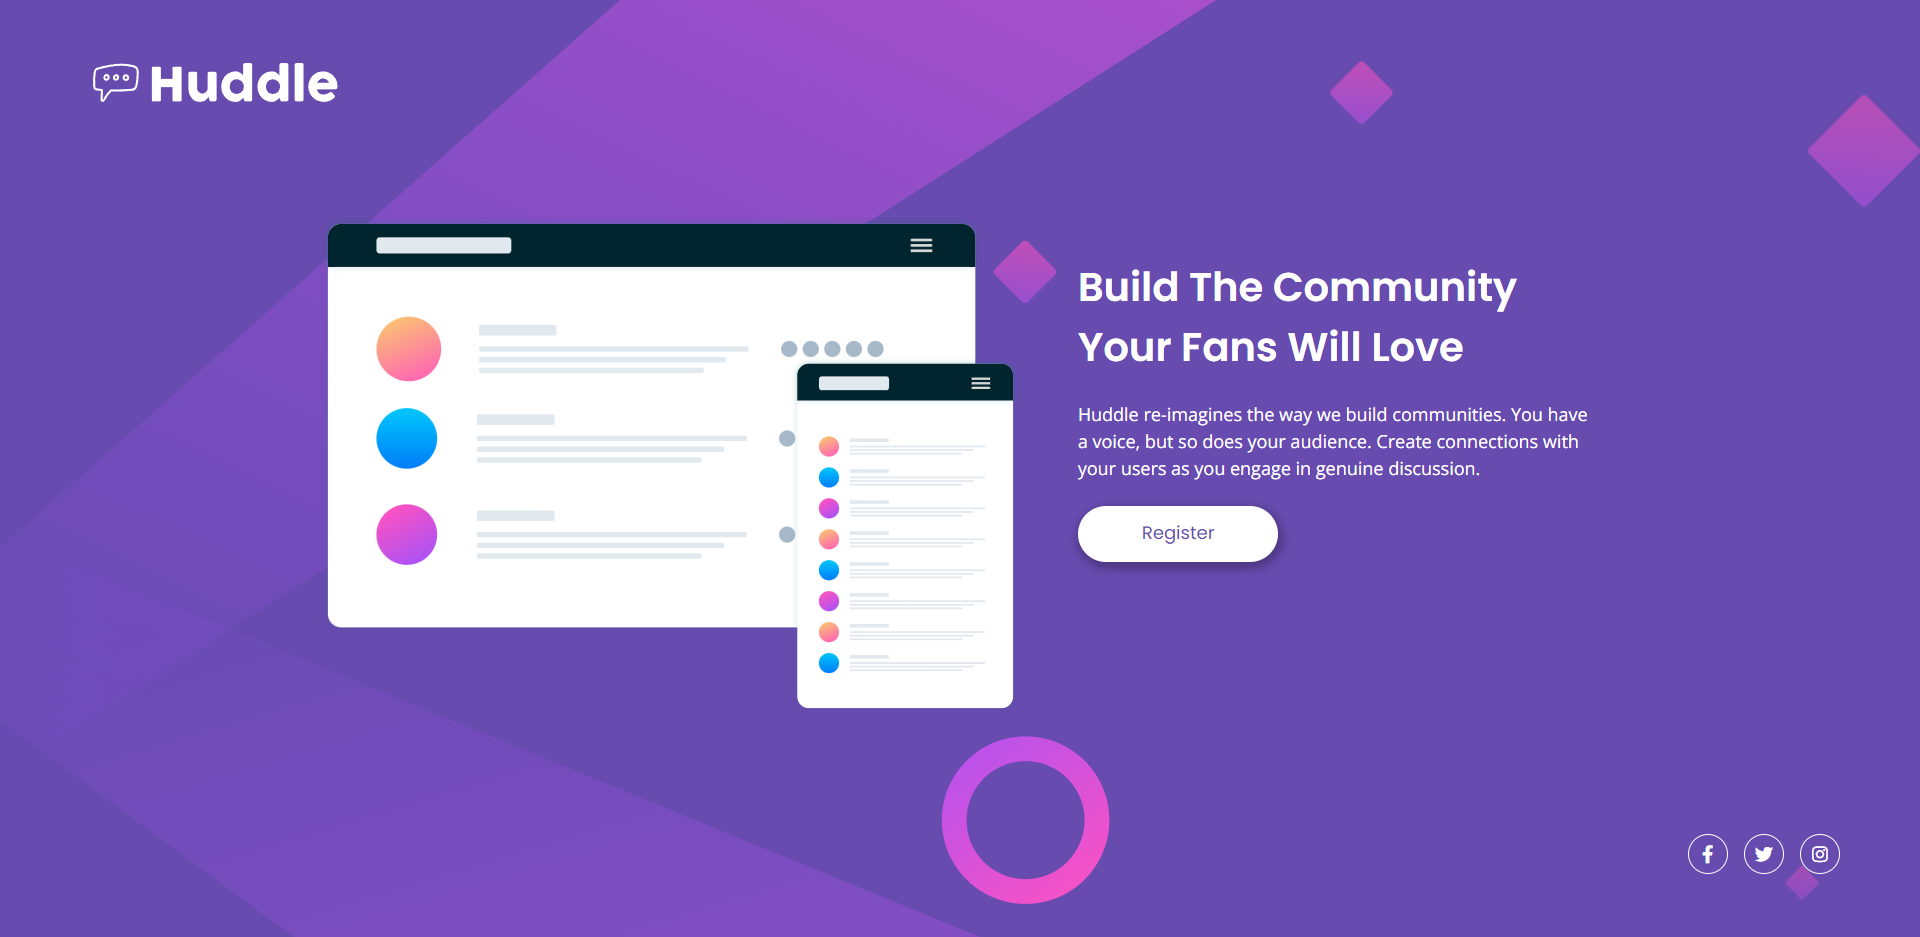 Huddle
Build The Community
Your Fans Will Love
Huddle re-imagines the way we build communities. You have
a voice, but so does your audience. Create connections with
your users as you engage in genuine discussion.
Register